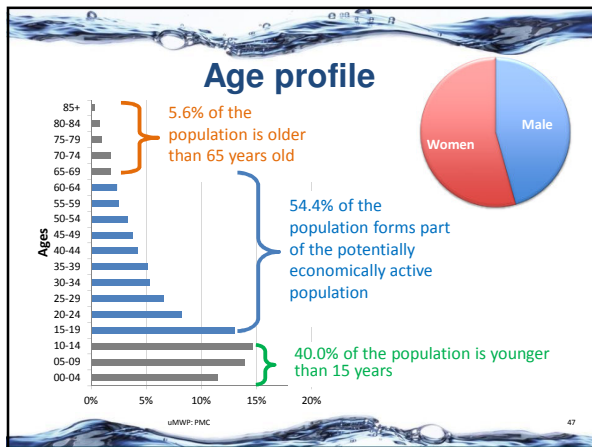 Age profile
85+
80-84
75-79
70-74
65-69
60-64
55-59
50-54
45-49
40-44
35-39
30-34
25-29
20-24
15-19
10-14
05-09
00-04
Ages
0%
5%
10%
15%
20%
5.6% of the
population is older
than 65 years old
54.4% of the
population forms part
of the potentially
economically active
population
40.0% of the population is younger
than 15 years
Women
Male
uMWP: PMC
47